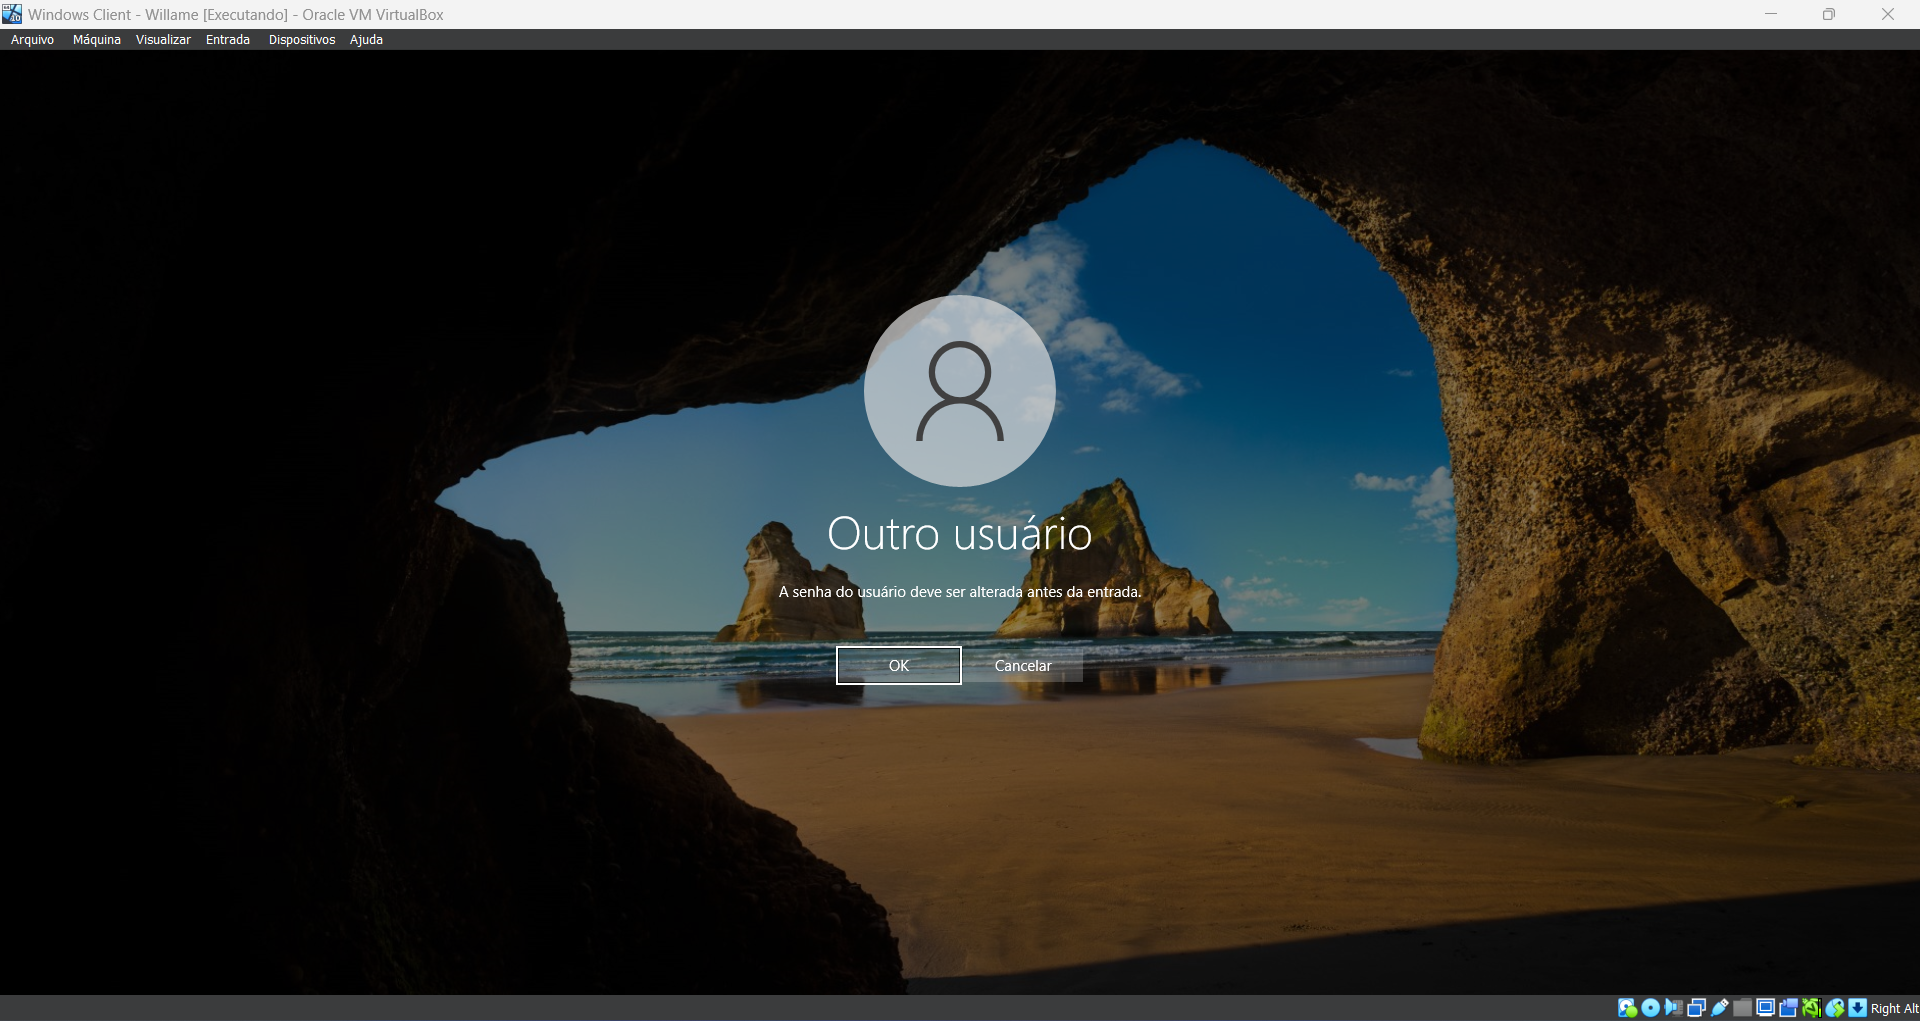 Windows Client - Willame [Executando] - Oracle VM VirtualBox
Arquivo Máquina Visualizar Entrada Dispositivos Ajuda
Outro usuário
A senha do usuário deve ser alterada antes da entrada.
OK Cancelar
Right Alt